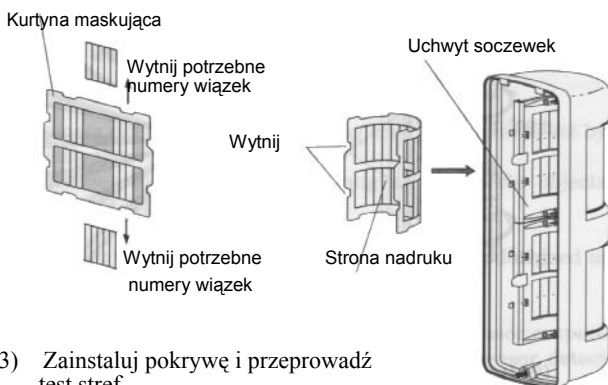 Kurtyna maskująca
Wytnij potrzebne
numery wiązek
Uchwyt soczewek
Wytnij
Wytnij potrzebne
numery wiązek
Strona nadruku
3) Zainstaluj pokrywę i przeprowadź
test stref